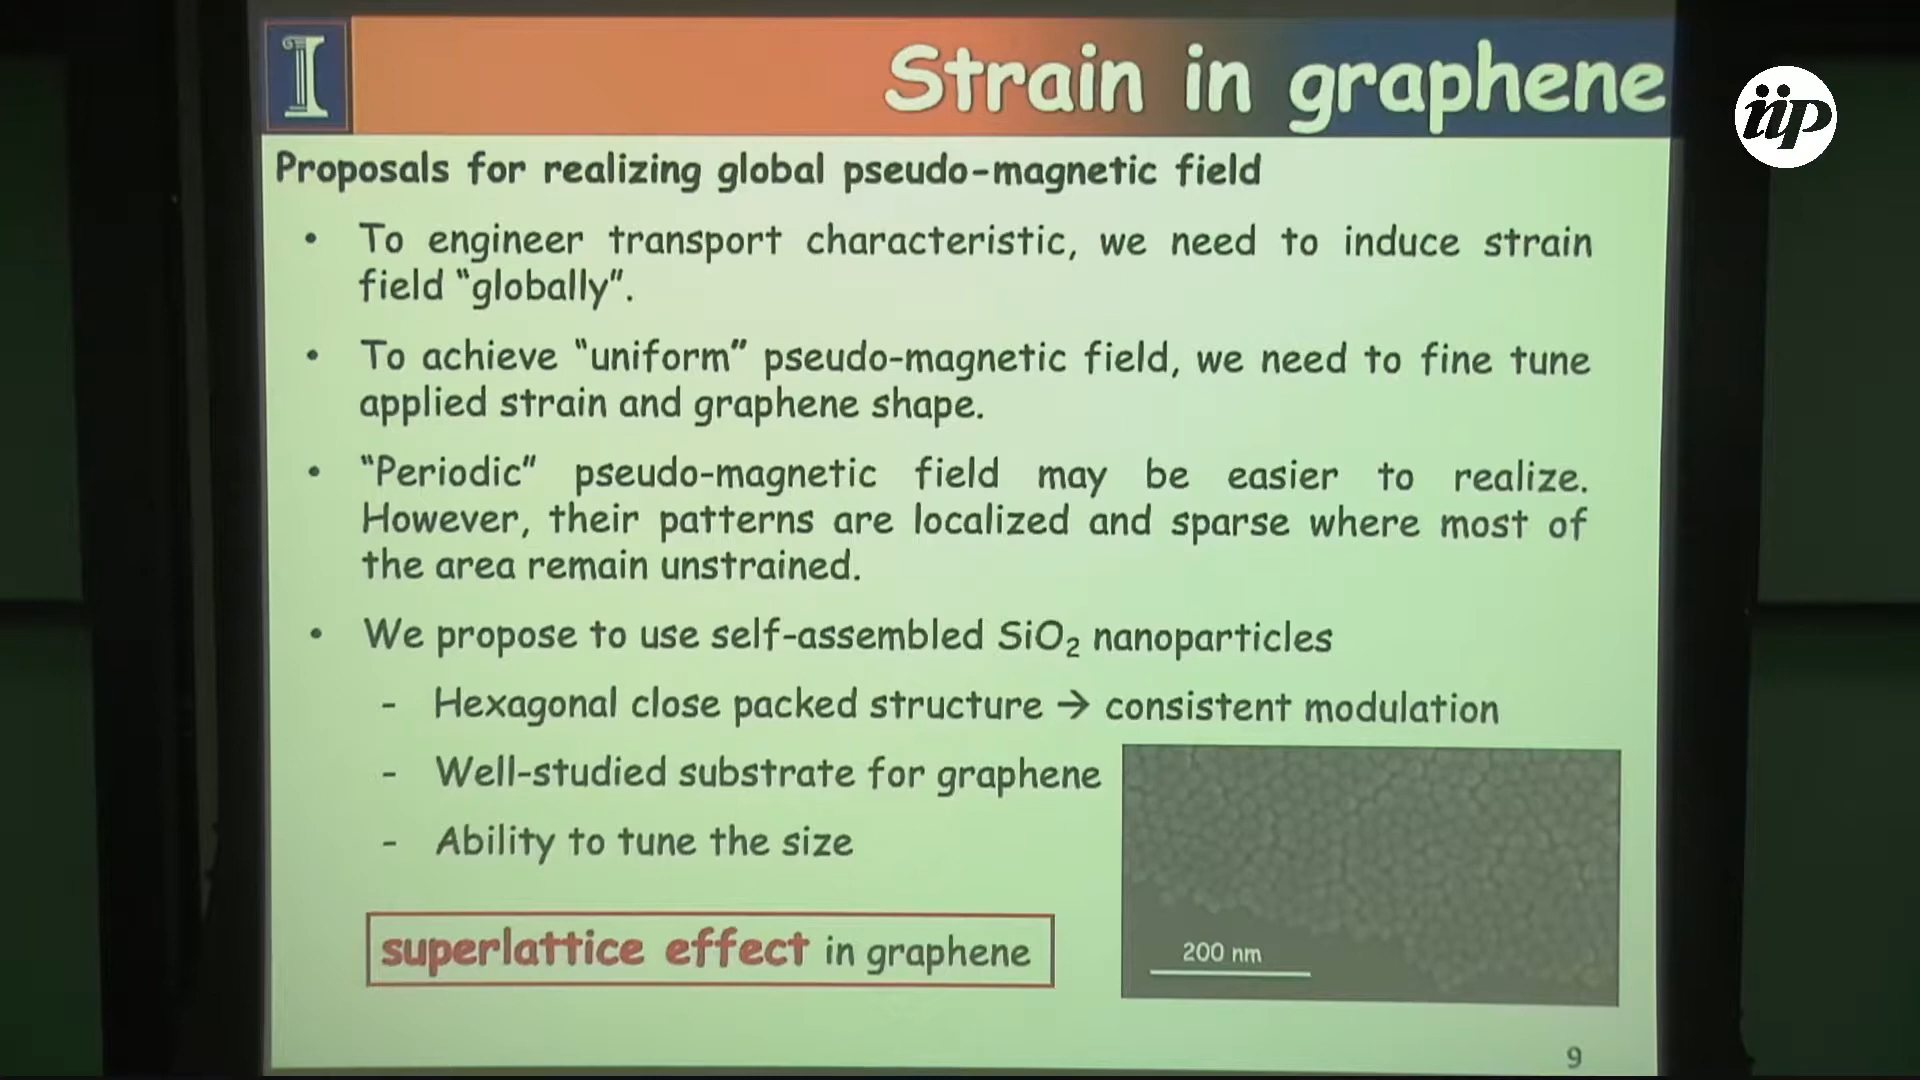 I
Strain in graphene
iip
Proposals for realizing global pseudo-magnetic field
• To engineer transport characteristic, we need to induce strain
field “globally”.
• To achieve “uniform” pseudo-magnetic field, we need to fine tune
applied strain and graphene shape.
• “Periodic” pseudo-magnetic field may be easier to realize.
However, their patterns are localized and sparse where most of
the area remain unstrained.
• We propose to use self-assembled SiO₂ nanoparticles
- Hexagonal close packed structure → consistent modulation
- Well-studied substrate for graphene
- Ability to tune the size
superlattice effect in graphene
200 nm
9